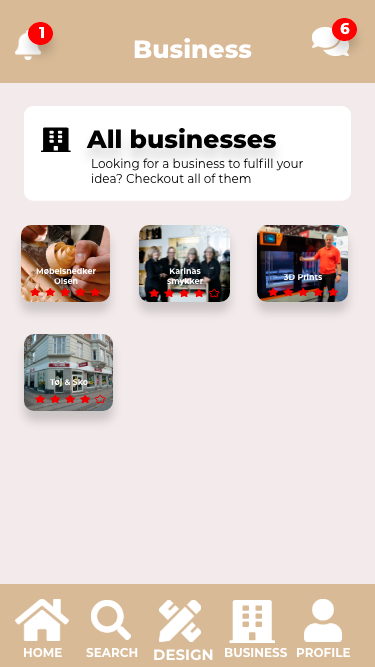 1
6
Business
All businesses
Looking for a business to fulfill your
idea? Checkout all of them
Møbelsnedker
Olsen
Karinas
smykker
3D Prints
Tøj & Sko
HOME
SEARCH
DESIGN
BUSINESS
PROFILE